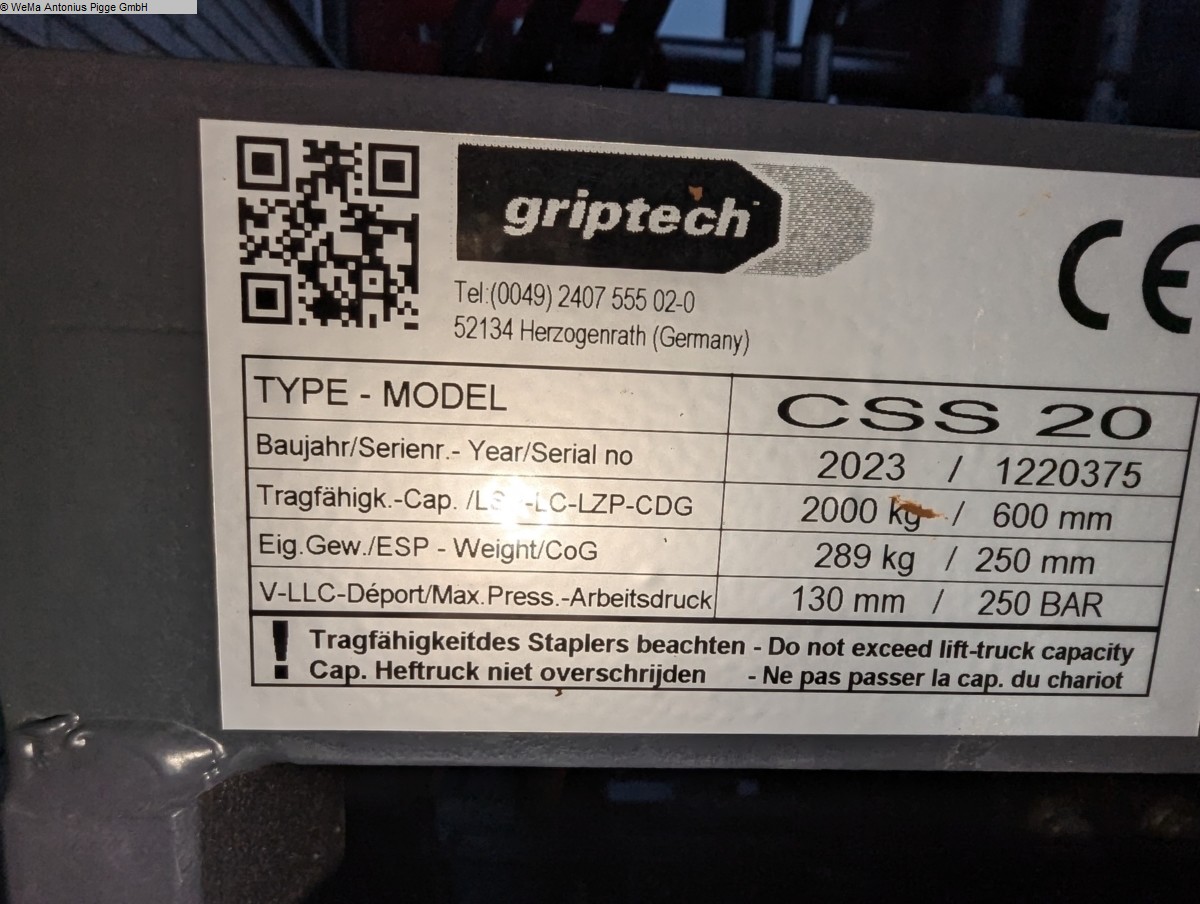 © WeMa Antonius Pigge GmbH
griptech
Tel:(0049) 2407 555 02-0
52134 Herzogenrath (Germany)
CE
TYPE - MODEL CSS 20
Baujahr/Serienr.- Year/Serial no 2023 / 1220375
Tragfähigk.-Cap. /LC-LZP-CDG 2000 kg / 600 mm
Eig.Gew./ESP - Weight/CoG 289 kg / 250 mm
V-LLC-Déport/Max.Press.-Arbeitsdruck 130 mm / 250 BAR
! Tragfähigkeitdes Staplers beachten - Do not exceed lift-truck capacity
Cap. Heftruck niet overschrijden - Ne pas passer la cap. du chariot